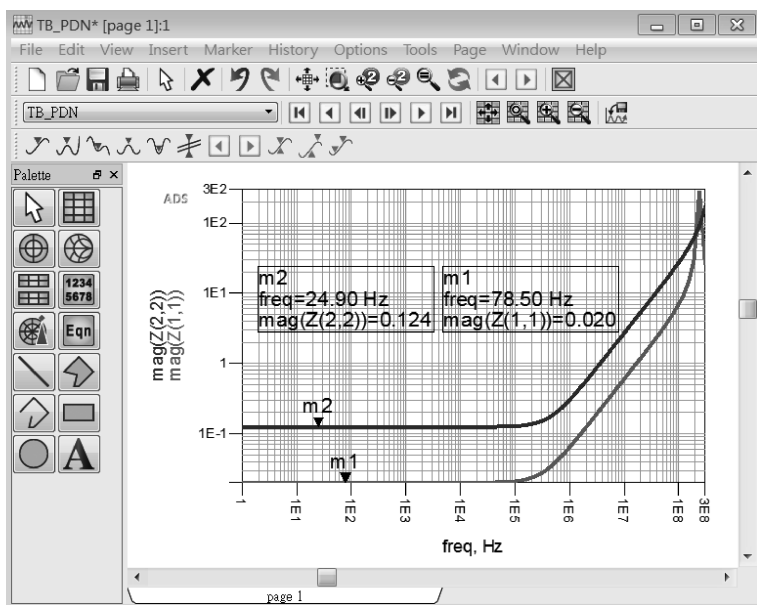 TB_PDN* [page 1]:1
File Edit View Insert Marker History Options Tools Page Window Help
+2 -2
TB_PDN
Palette
1234
5678
Eqn
A
ADS
mag(Z(2,2))
mag(Z(1,1))
3E2
1E2
1E1
1
1E-1
m2
freq=24.90 Hz
mag(Z(2,2))=0.124
m1
freq=78.50 Hz
mag(Z(1,1))=0.020
m2
m1
1 1E1 1E2 1E3 1E4 1E5 1E6 1E7 1E8 3E8
freq, Hz
page 1